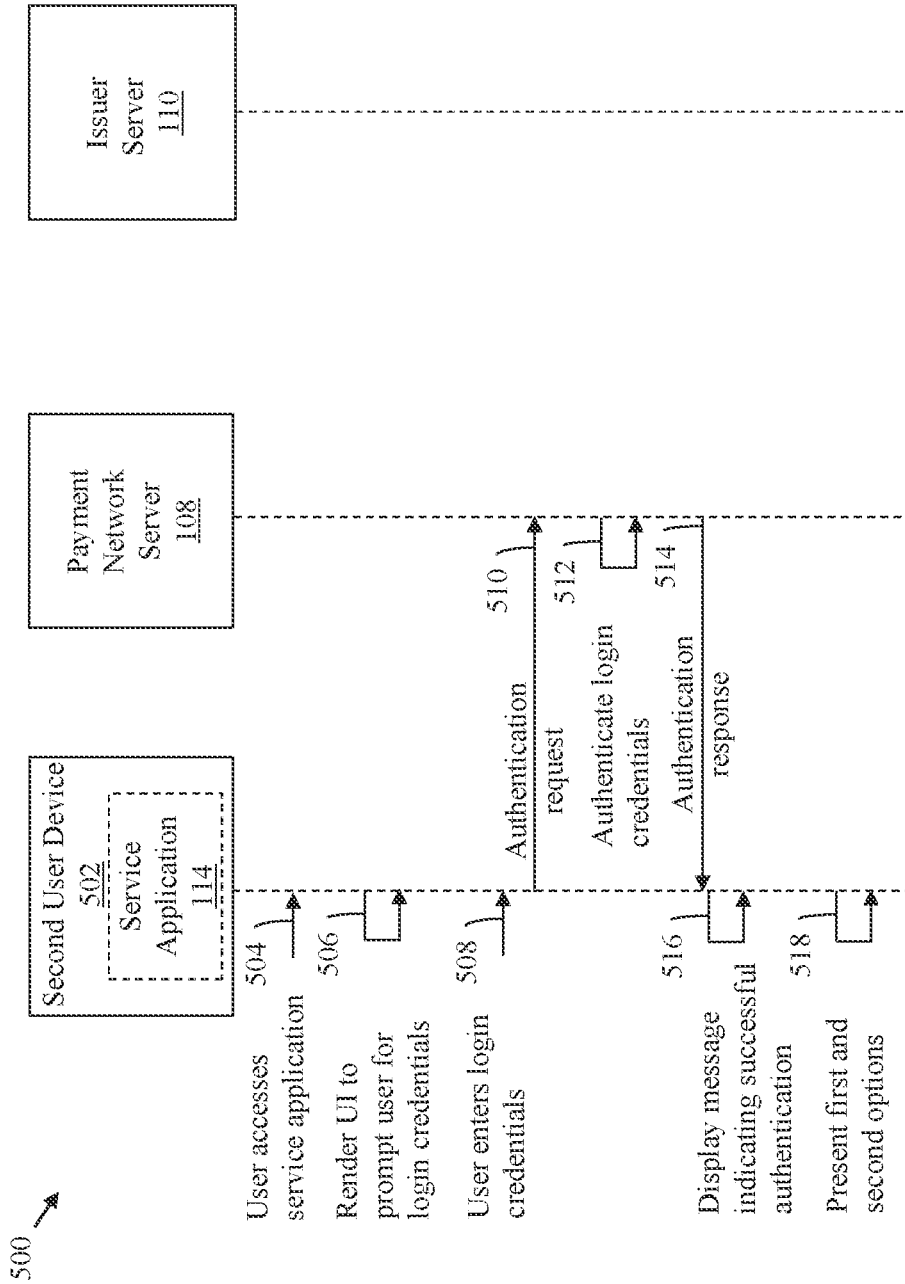 500
Second User Device
502
Service
Application
114
Payment
Network
Server
108
Issuer
Server
110
User accesses
service application
504
Render UI to
prompt user for
login credentials
506
User enters login
credentials
508
Authentication
request
510
Authenticate login
credentials
512
Authentication
response
514
Display message
indicating successful
authentication
516
Present first and
second options
518